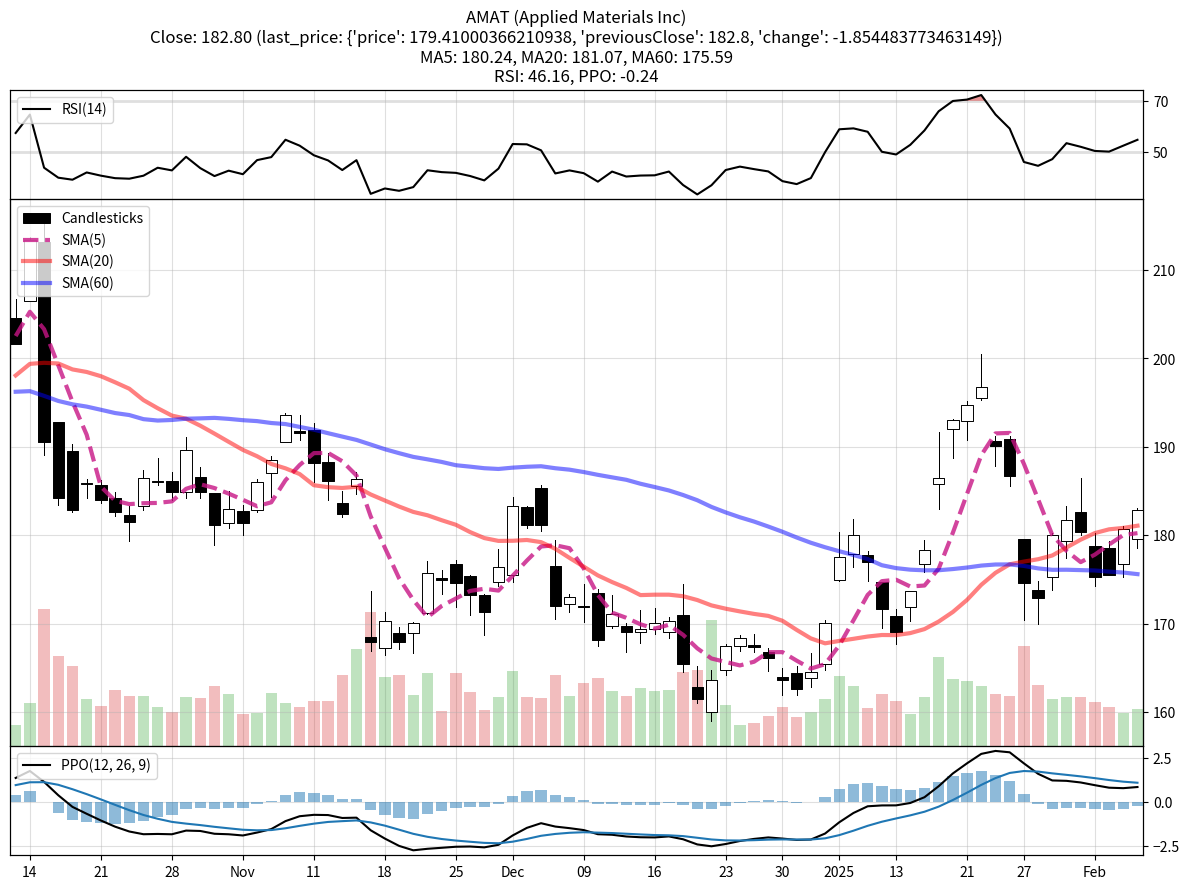 AMAT (Applied Materials Inc)
Close: 182.80 (last_price: {'price': 179.41000366210938, 'previousClose': 182.8, 'change': -1.854483773463149})
MA5: 180.24, MA20: 181.07, MA60: 175.59
RSI: 46.16, PPO: -0.24
RSI(14)
70
50
Candlesticks
SMA(5)
SMA(20)
SMA(60)
210
200
190
180
170
160
PPO(12, 26, 9)
2.5
0.0
−2.5
14 21 28 Nov 11 18 25 Dec 09 16 23 30 2025 13 21 27 Feb